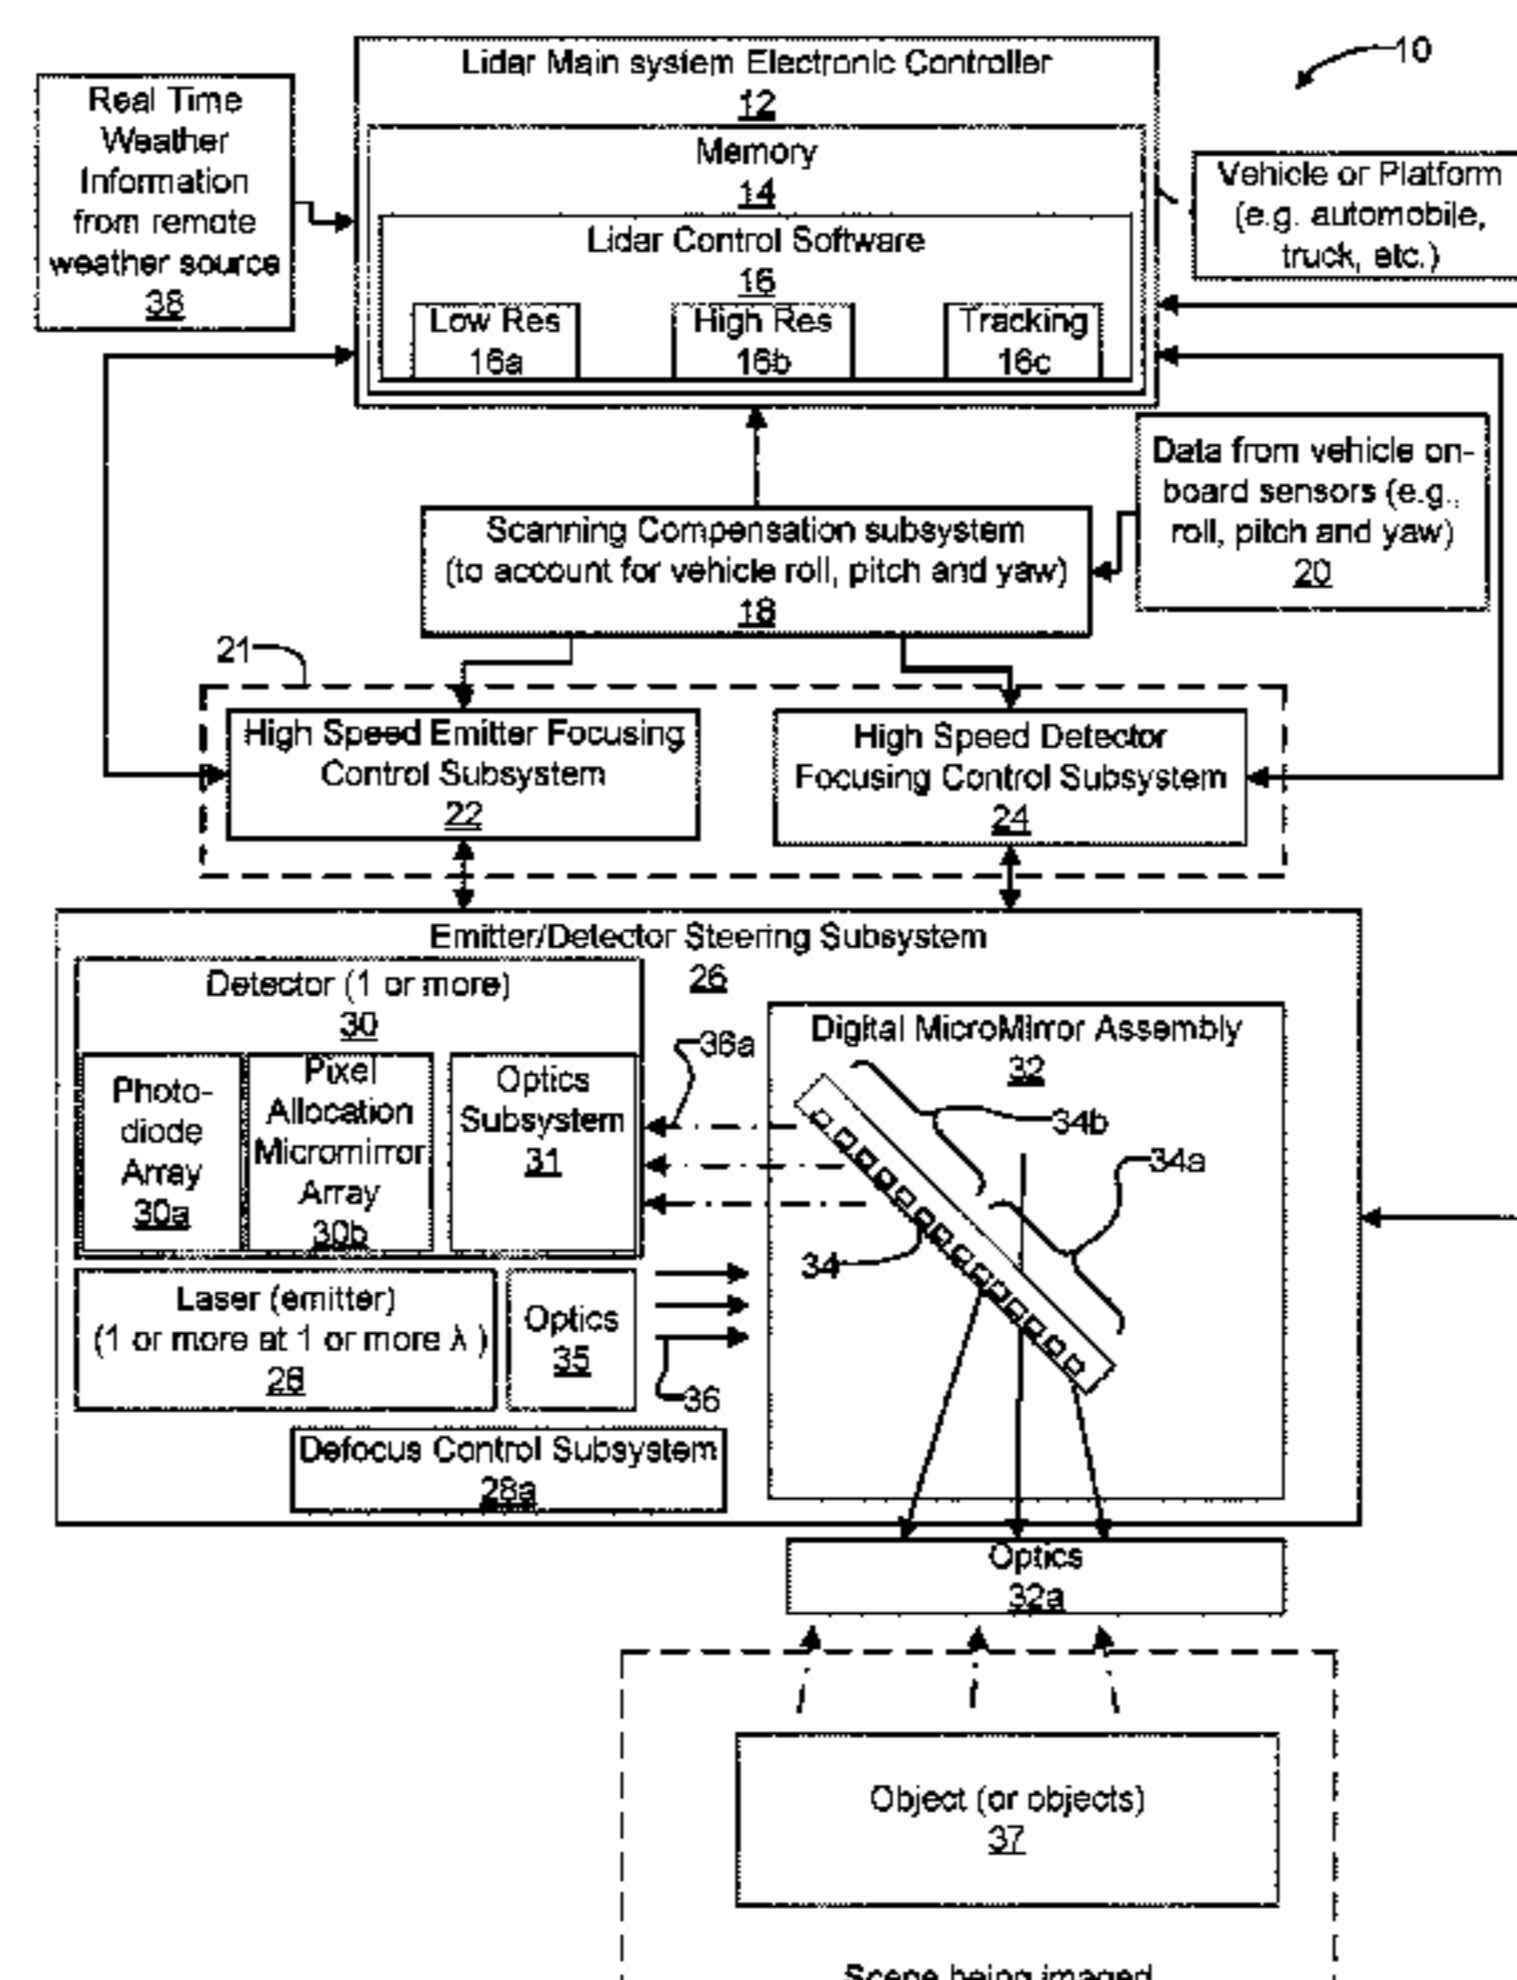 Lidar Main system Electronic Controller
12
10
Real Time
Weather
Information
from remote
weather source
38
Memory
14
Vehicle or Platform
(e.g. automobile,
truck, etc.)
Lidar Control Software
16
Low Res
16a
High Res
16b
Tracking
16c
Data from vehicle on-
board sensors (e.g.,
roll, pitch and yaw)
20
Scanning Compensation subsystem
(to account for vehicle roll, pitch and yaw)
18
21
High Speed Emitter Focusing
Control Subsystem
22
High Speed Detector
Focusing Control Subsystem
24
Emitter/Detector Steering Subsystem
26
Detector (1 or more)
30
Photo-
diode
Array
30a
Pixel
Allocation
Micromirror
Array
30b
Optics
Subsystem
31
36a
Digital MicroMirror Assembly
32
34b
34a
34
Laser (emitter)
(1 or more at 1 or more λ )
28
Optics
35
36
Defocus Control Subsystem
28a
Optics
32a
Object (or objects)
37
Scene being imaged